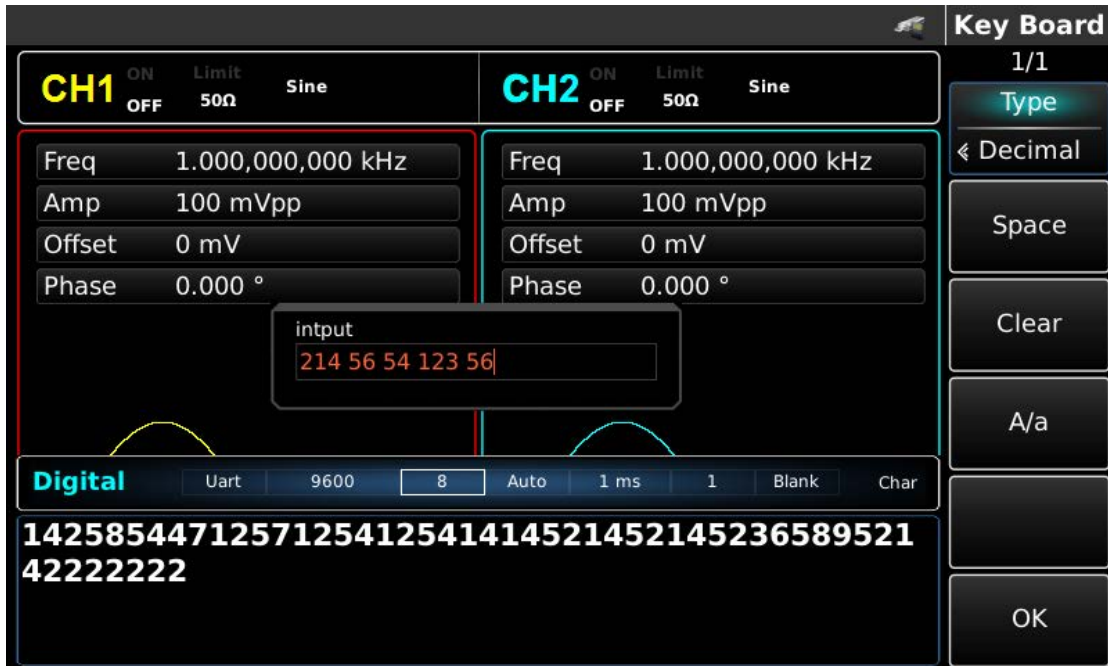 Key Board
1/1
CH1 ON OFF Limit 50Ω Sine
CH2 ON OFF Limit 50Ω Sine
Type
« Decimal
Freq 1.000,000,000 kHz
Amp 100 mVpp
Offset 0 mV
Phase 0.000 °
Freq 1.000,000,000 kHz
Amp 100 mVpp
Offset 0 mV
Phase 0.000 °
Space
Clear
A/a
intput
214 56 54 123 56
Digital Uart 9600 8 Auto 1 ms 1 Blank Char
14258544712571254125414145214521452365895​21
42222222
OK